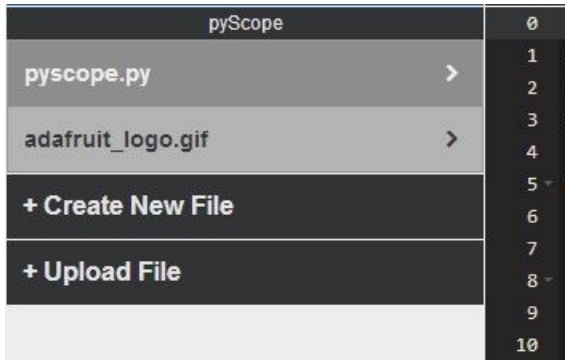 pyScope
pyscope.py
adafruit_logo.gif
+ Create New File
+ Upload File
0
1
2
3
4
5
6
7
8
9
10